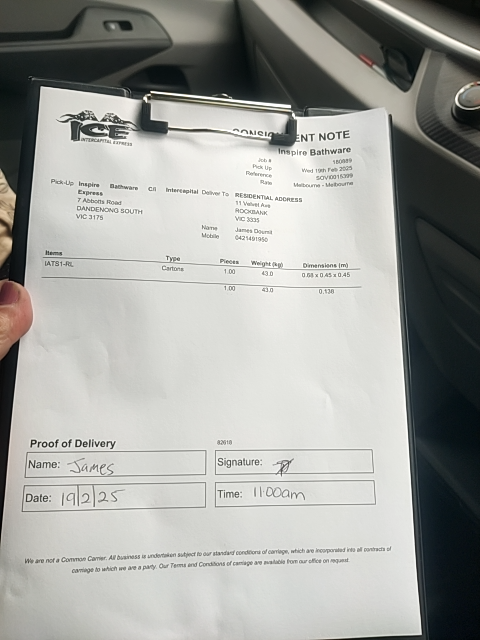 ICE
INTERCAPITAL EXPRESS
CONSIGNMENT NOTE
Inspire Bathware
Job # 160889
Pick Up Wed 19th Feb 2025
Reference SOVI0015399
Rate Melbourne - Melbourne
Pick-Up Inspire Bathware C/I Intercapital Express
7 Abbotts Road
DANDENONG SOUTH
VIC 3175
Deliver To RESIDENTIAL ADDRESS
11 Velvet Ave
ROCKBANK
VIC 3335
Name James Doumit
Mobile 0421491950
Items Type Pieces Weight (kg) Dimensions (m)
IATS1-RL Cartons 1.00 43.0 0.68 x 0.45 x 0.45
1.00 43.0 0.138
Proof of Delivery
82618
Name: James
Signature:
Date: 19/2/25
Time: 11:00am
We are not a Common Carrier. All business is undertaken subject to our standard conditions of carriage, which are incorporated into all contracts of
carriage to which we are a party. Our Terms and Conditions of carriage are available from our office on request.